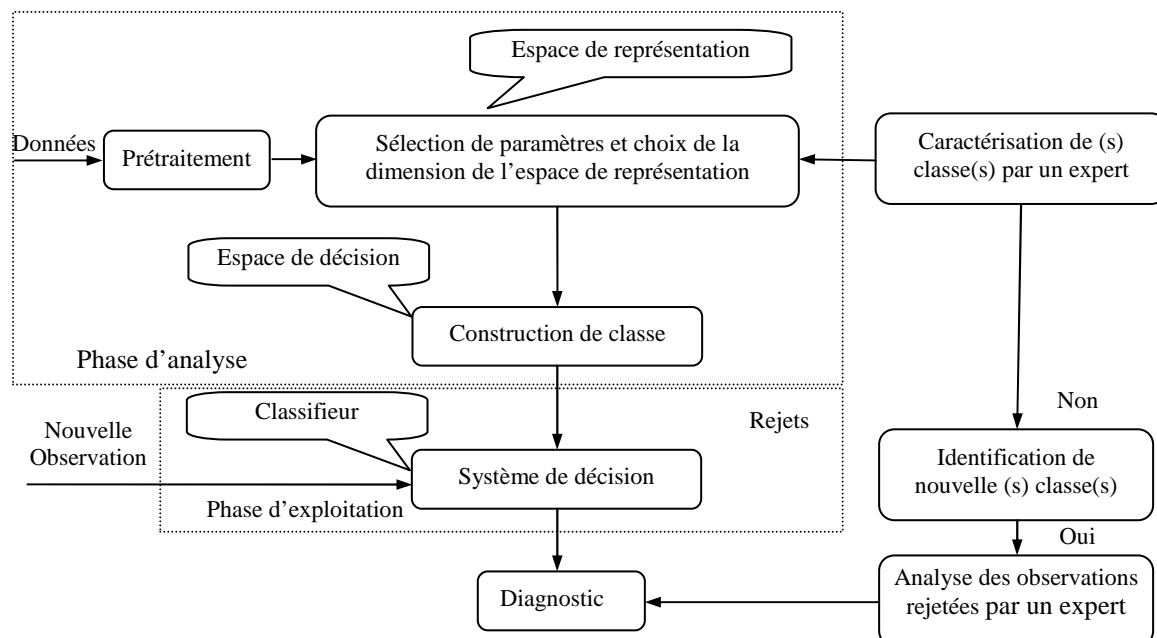 Espace de représentation
Données
Prétraitement
Sélection de paramètres et choix de la
dimension de l'espace de représentation
Caractérisation de (s)
classe(s) par un expert
Espace de décision
Construction de classe
Phase d'analyse
Classifieur
Rejets
Non
Nouvelle
Observation
Système de décision
Identification de
nouvelle (s) classe(s)
Phase d'exploitation
Oui
Diagnostic
Analyse des observations
rejetées par un expert